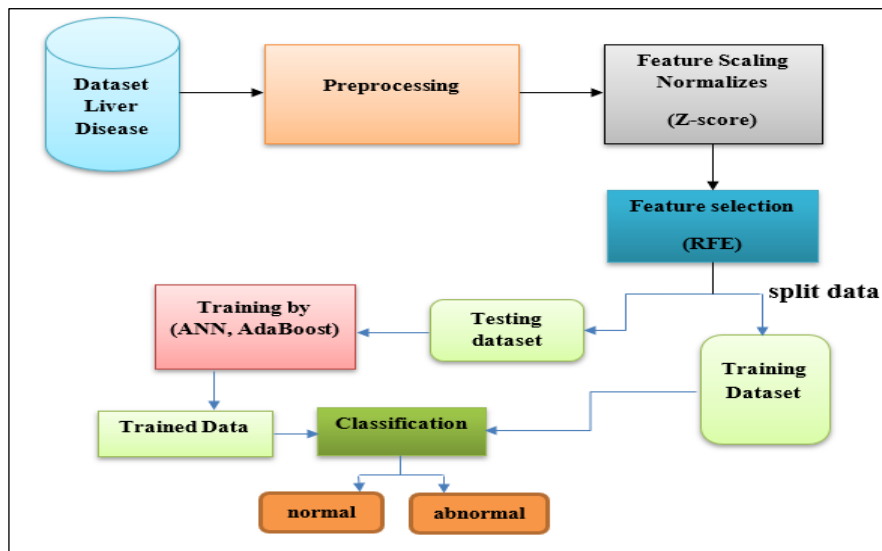 Dataset
Liver
Disease
Preprocessing
Feature Scaling
Normalizes
(Z-score)
Feature selection
(RFE)
split data
Training by
(ANN, AdaBoost)
Testing
dataset
Training
Dataset
Trained Data
Classification
normal
abnormal